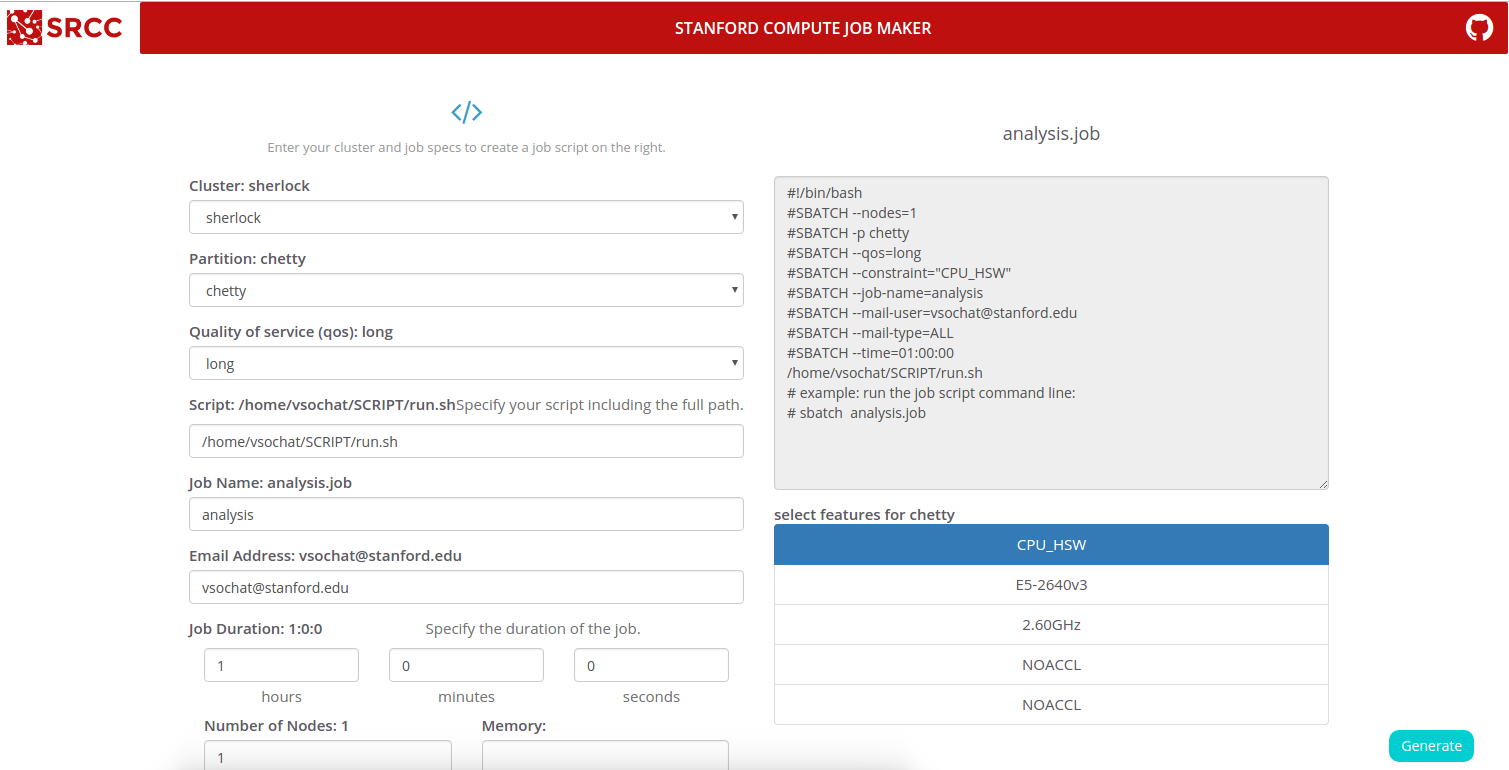 SRCC
STANFORD COMPUTE JOB MAKER
</>
Enter your cluster and job specs to create a job script on the right.
Cluster: sherlock
sherlock
Partition: chetty
chetty
Quality of service (qos): long
long
Script: /home/vsochat/SCRIPT/run.shSpecify your script including the full path.
/home/vsochat/SCRIPT/run.sh
Job Name: analysis.job
analysis
Email Address: vsochat@stanford.edu
vsochat@stanford.edu
Job Duration: 1:0:0 Specify the duration of the job.
1 0 0
hours minutes seconds
Number of Nodes: 1 Memory:
1
analysis.job
#!/bin/bash
#SBATCH --nodes=1
#SBATCH -p chetty
#SBATCH --qos=long
#SBATCH --constraint="CPU_HSW"
#SBATCH --job-name=analysis
#SBATCH --mail-user=vsochat@stanford.edu
#SBATCH --mail-type=ALL
#SBATCH --time=01:00:00
/home/vsochat/SCRIPT/run.sh
# example: run the job script command line:
# sbatch  analysis.job
select features for chetty
CPU_HSW
E5-2640v3
2.60GHz
NOACCL
NOACCL
Generate